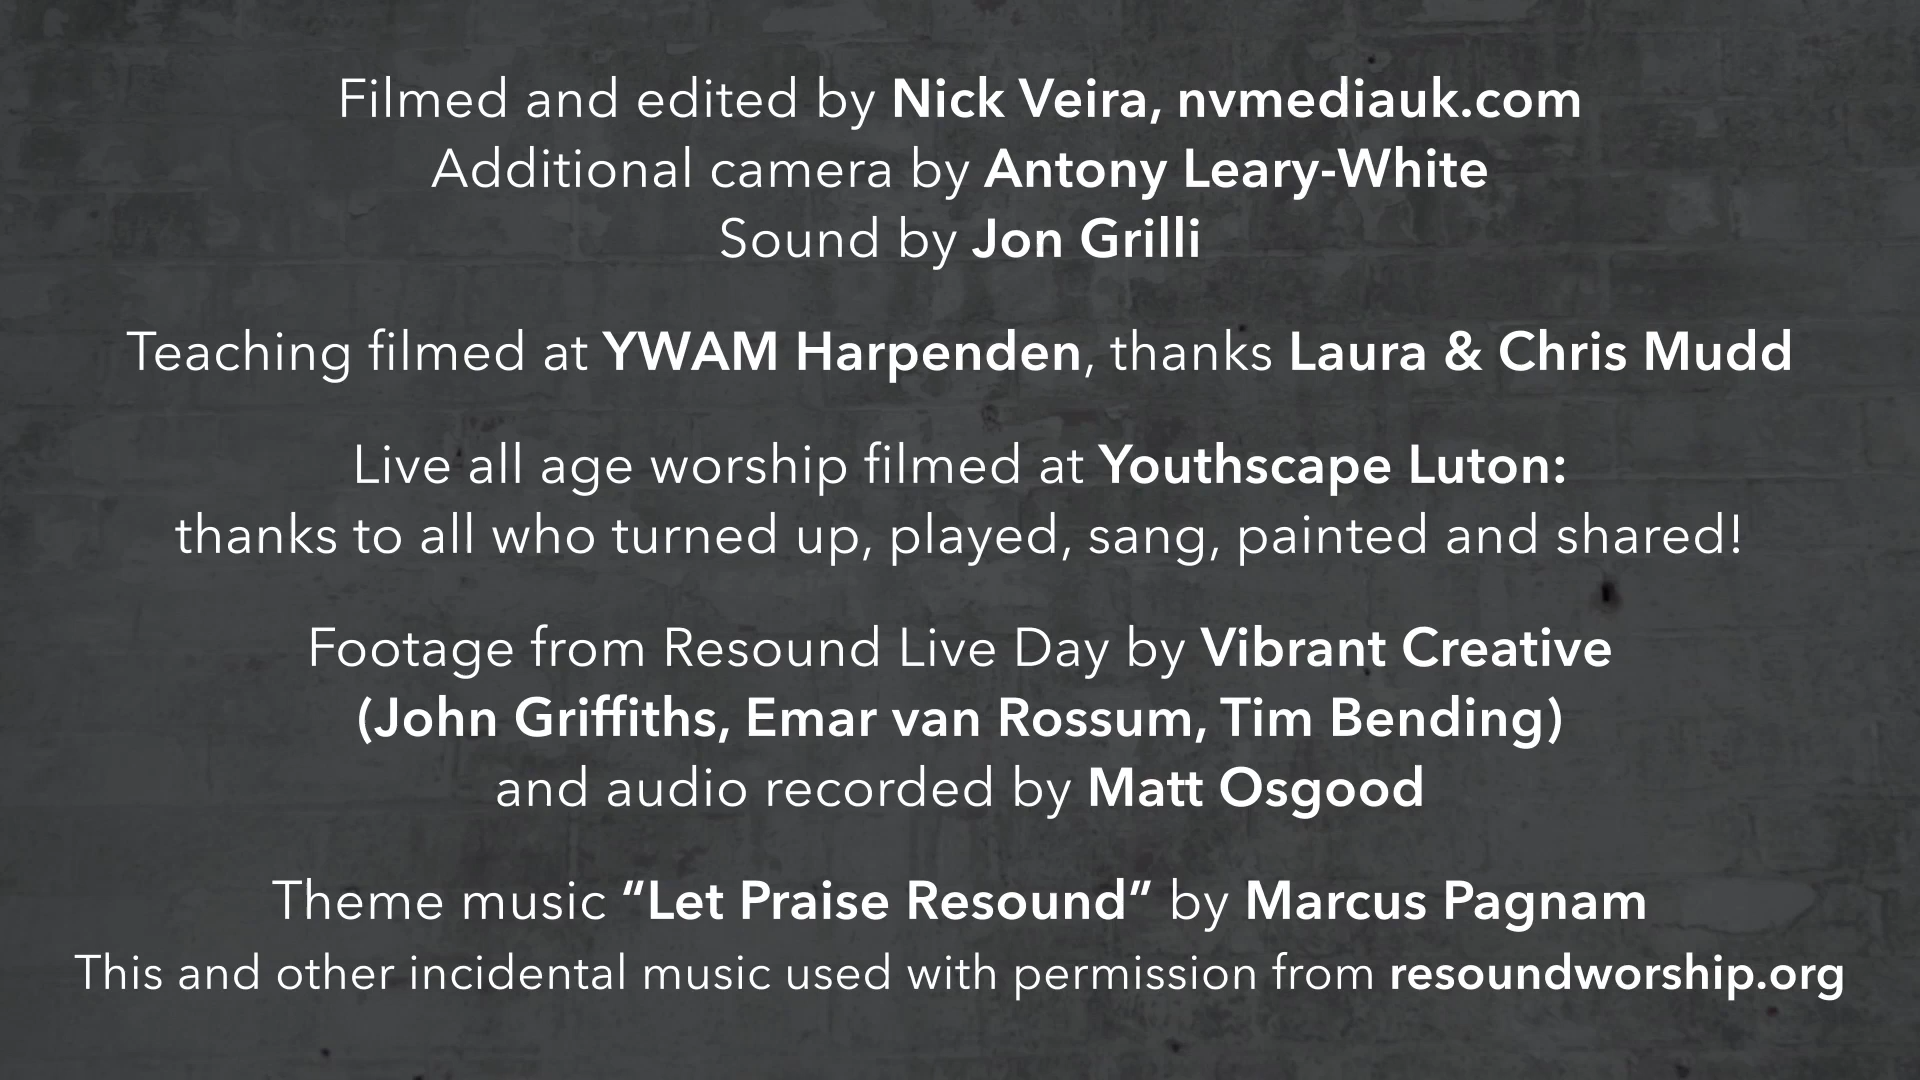 Filmed and edited by Nick Veira, nvmediauk.com
Additional camera by Antony Leary-White
Sound by Jon Grilli
Teaching filmed at YWAM Harpenden, thanks Laura & Chris Mudd
Live all age worship filmed at Youthscape Luton:
thanks to all who turned up, played, sang, painted and shared!
Footage from Resound Live Day by Vibrant Creative
(John Griffiths, Emar van Rossum, Tim Bending)
and audio recorded by Matt Osgood
Theme music “Let Praise Resound” by Marcus Pagnam
This and other incidental music used with permission from resoundworship.org